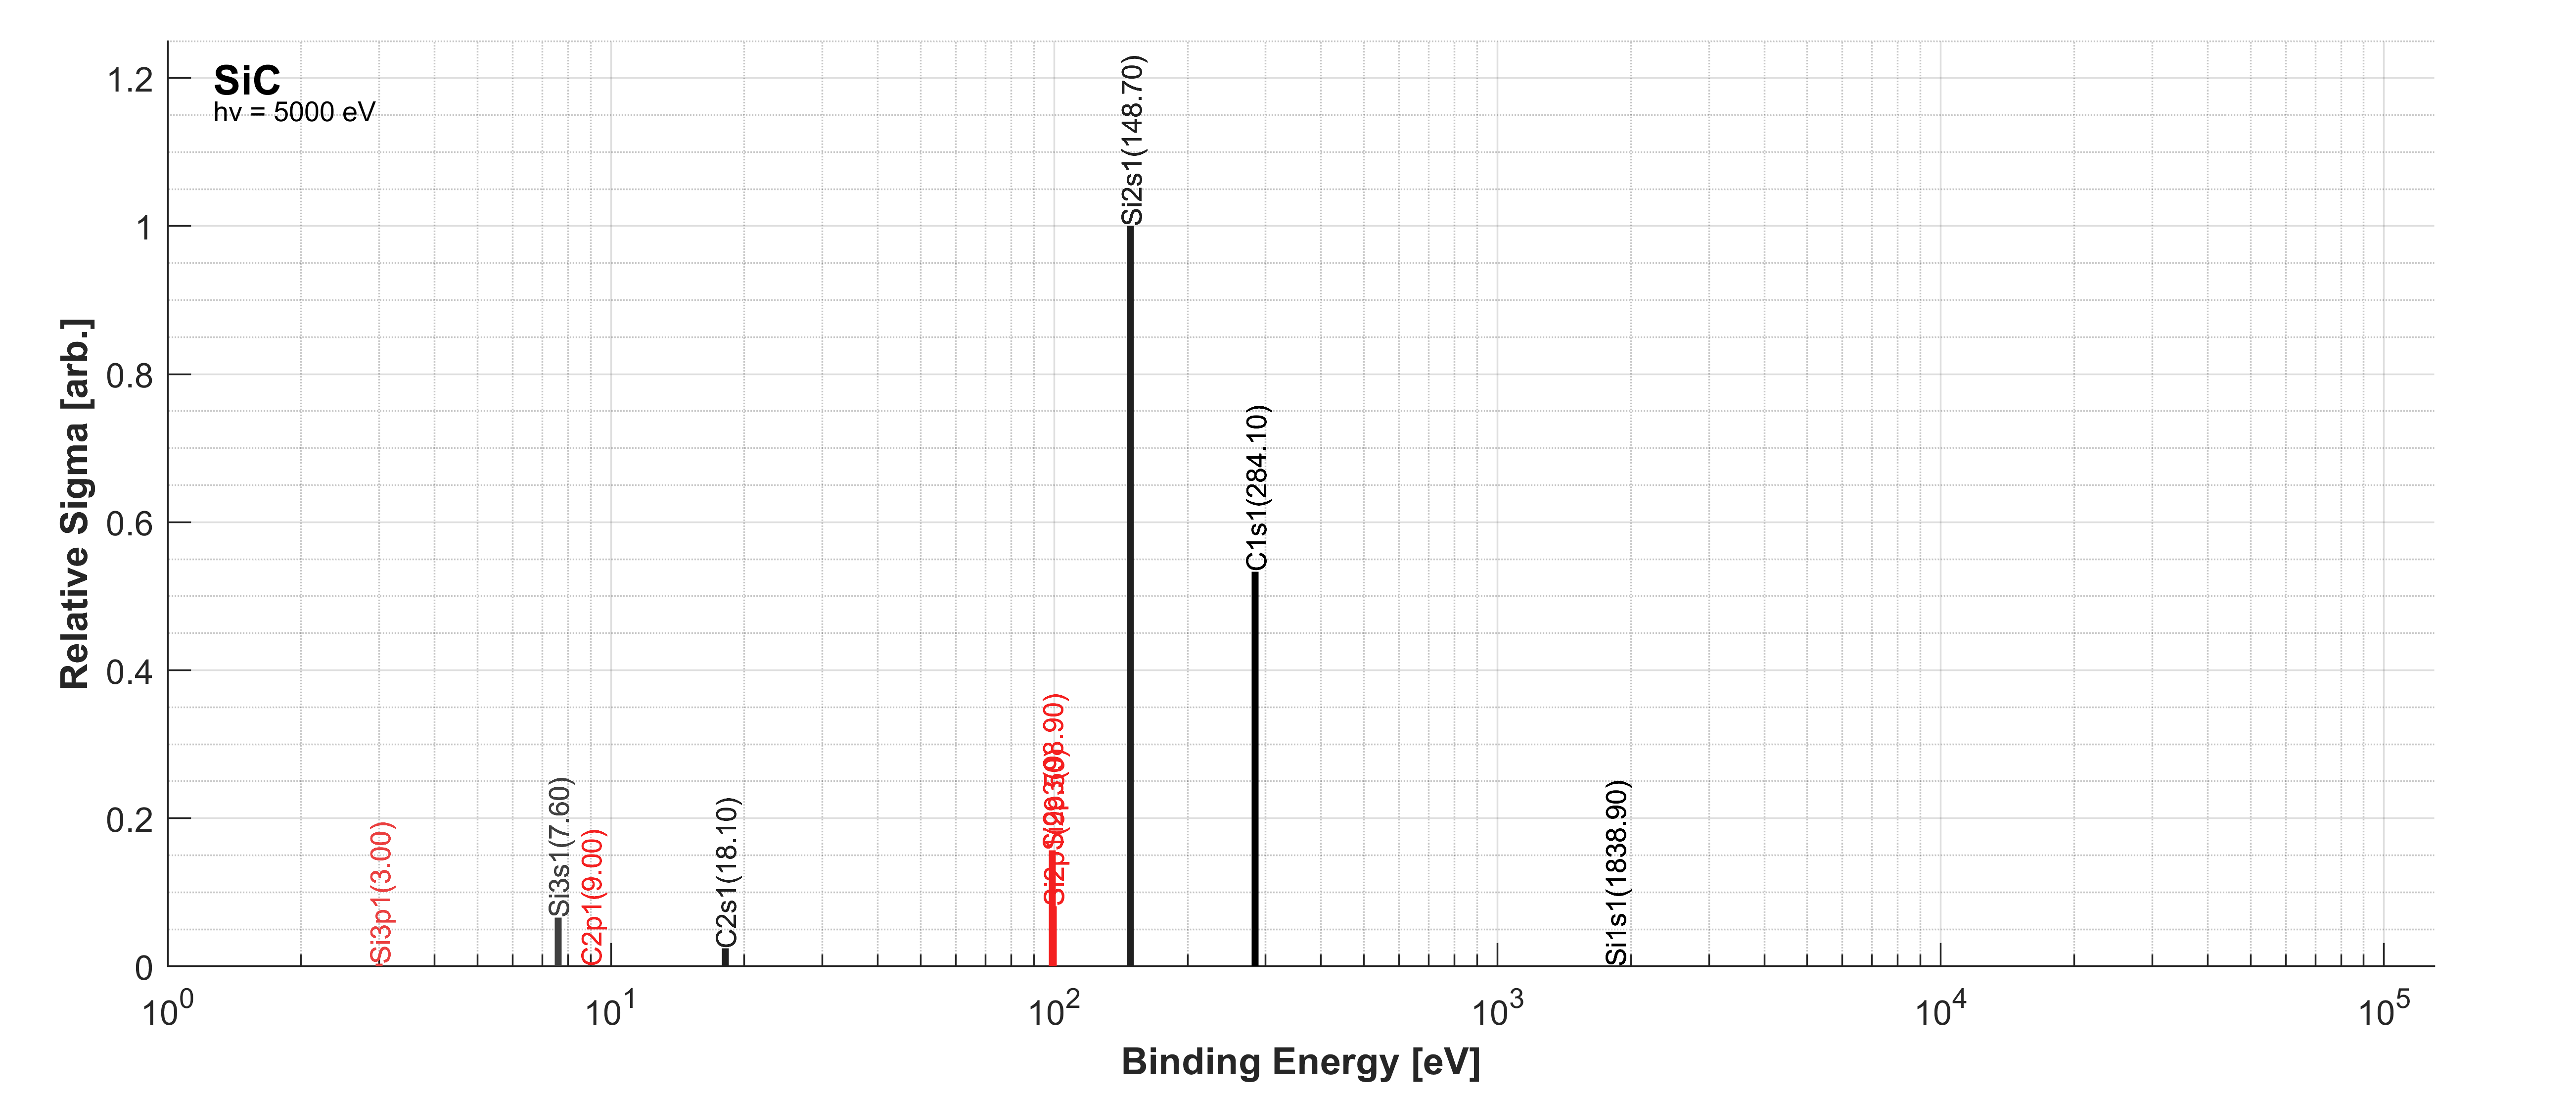 SiC
hv = 5000 eV
Relative Sigma [arb.]
1.2
1
0.8
0.6
0.4
0.2
0
Si3p1(3.00)
Si3s1(7.60)
C2p1(9.00)
C2s1(18.10)
Si2s1(148.70)
C1s1(284.10)
Si1s1(1838.90)
10^0
10^1
10^2
10^3
10^4
10^5
Binding Energy [eV]